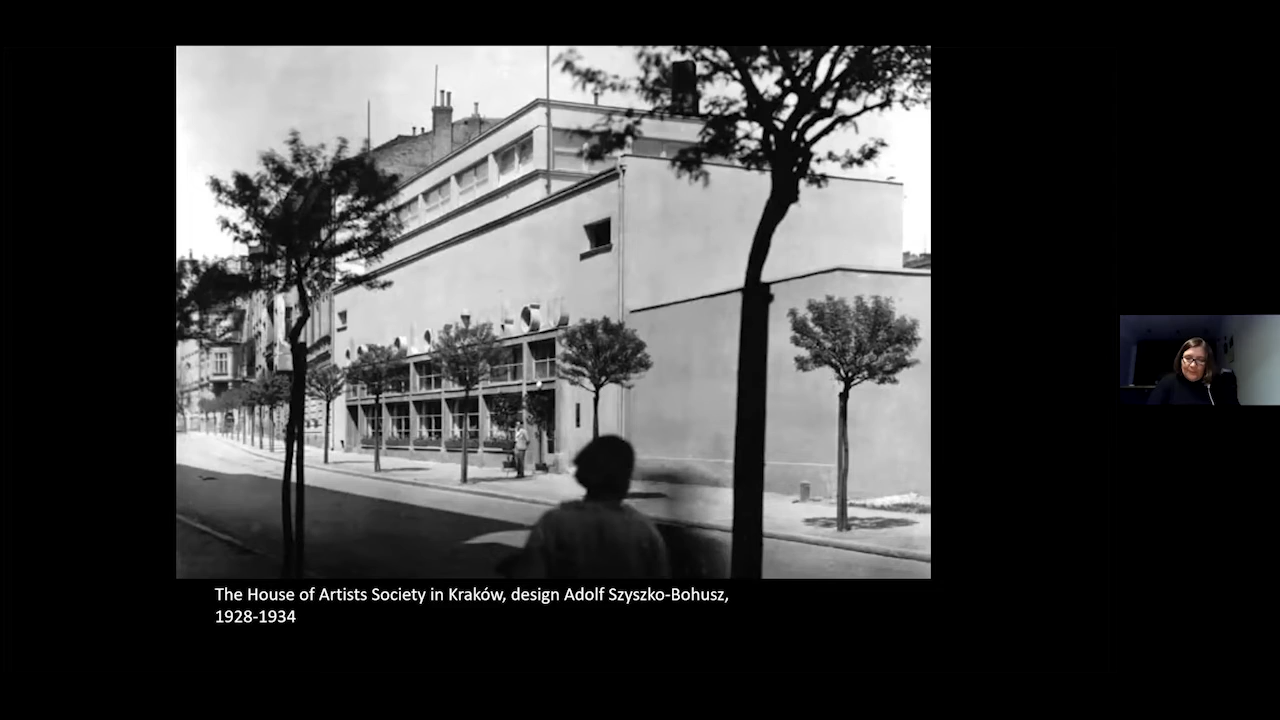 The House of Artists Society in Kraków, design Adolf Szyszko-Bohusz,
1928-1934